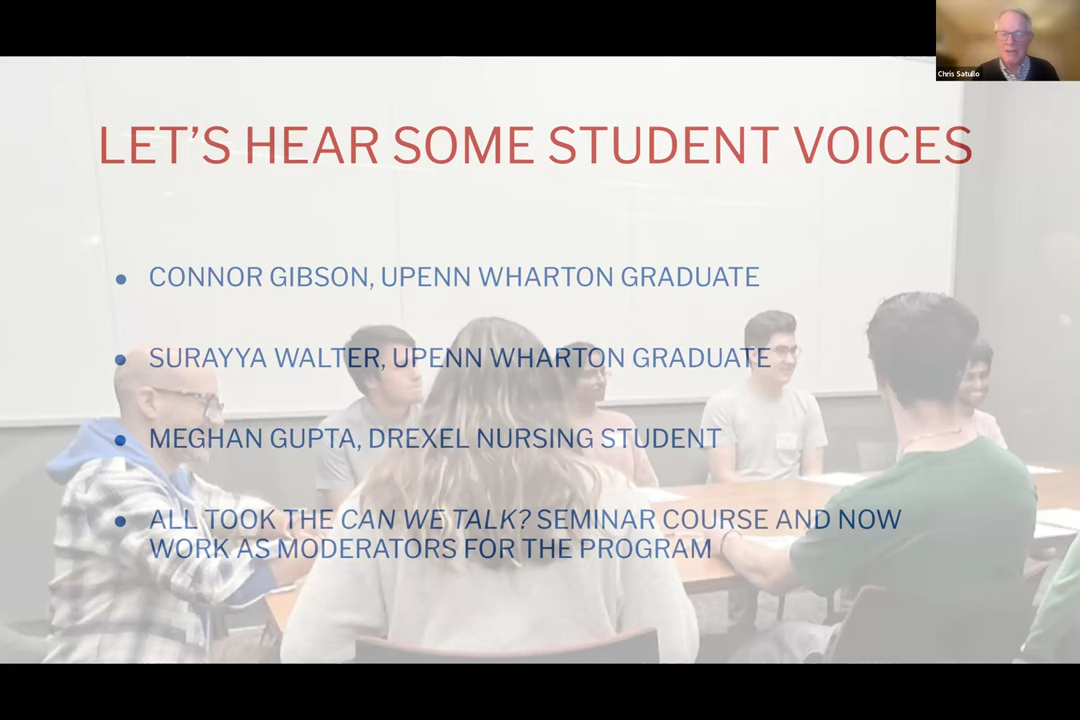 Chris Satullo
LET'S HEAR SOME STUDENT VOICES
• CONNOR GIBSON, UPENN WHARTON GRADUATE
• SURAYYA WALTER, UPENN WHARTON GRADUATE
• MEGHAN GUPTA, DREXEL NURSING STUDENT
• ALL TOOK THE CAN WE TALK? SEMINAR COURSE AND NOW
WORK AS MODERATORS FOR THE PROGRAM